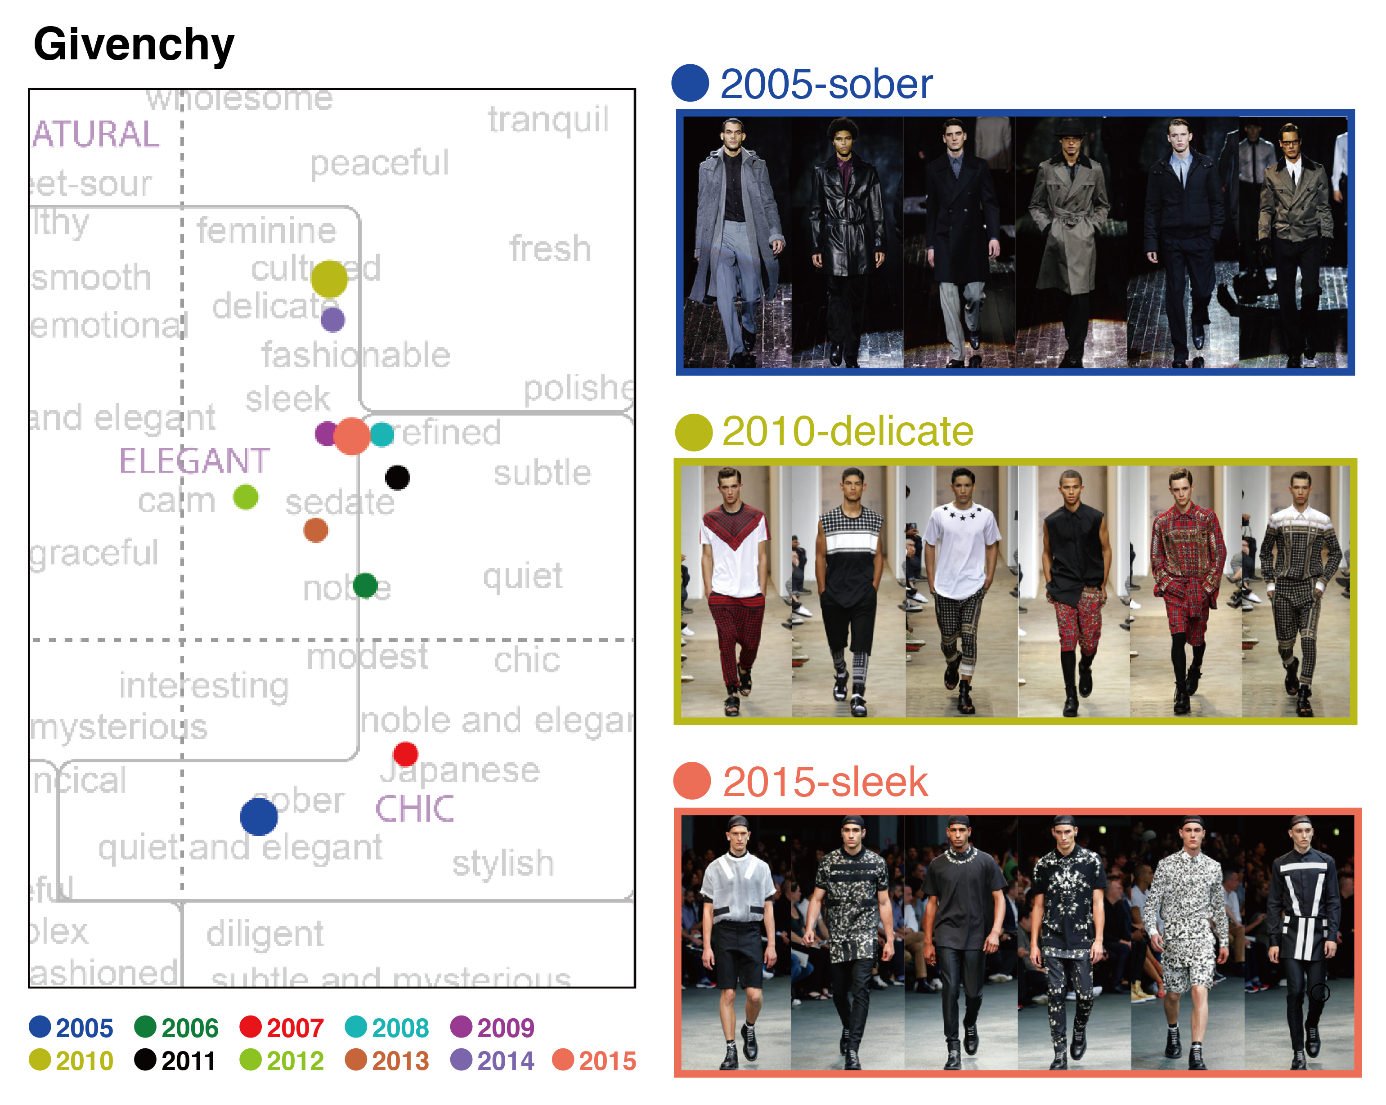 Givenchy
wholesome
tranquil
ATURAL
peaceful
eet-sour
lthy
feminine
fresh
smooth
cultured
delicate
emotional
fashionable
polishe
sleek
and elegant
refined
ELEGANT
subtle
calm
sedate
graceful
quiet
noble
modest
chic
interesting
noble and elegan
mysterious
Japanese
ncical
sober
CHIC
quiet and elegant
stylish
eful
plex
diligent
ashioned
subtle and mysterious
2005 2006 2007 2008 2009
2010 2011 2012 2013 2014 2015
2005-sober
2010-delicate
2015-sleek